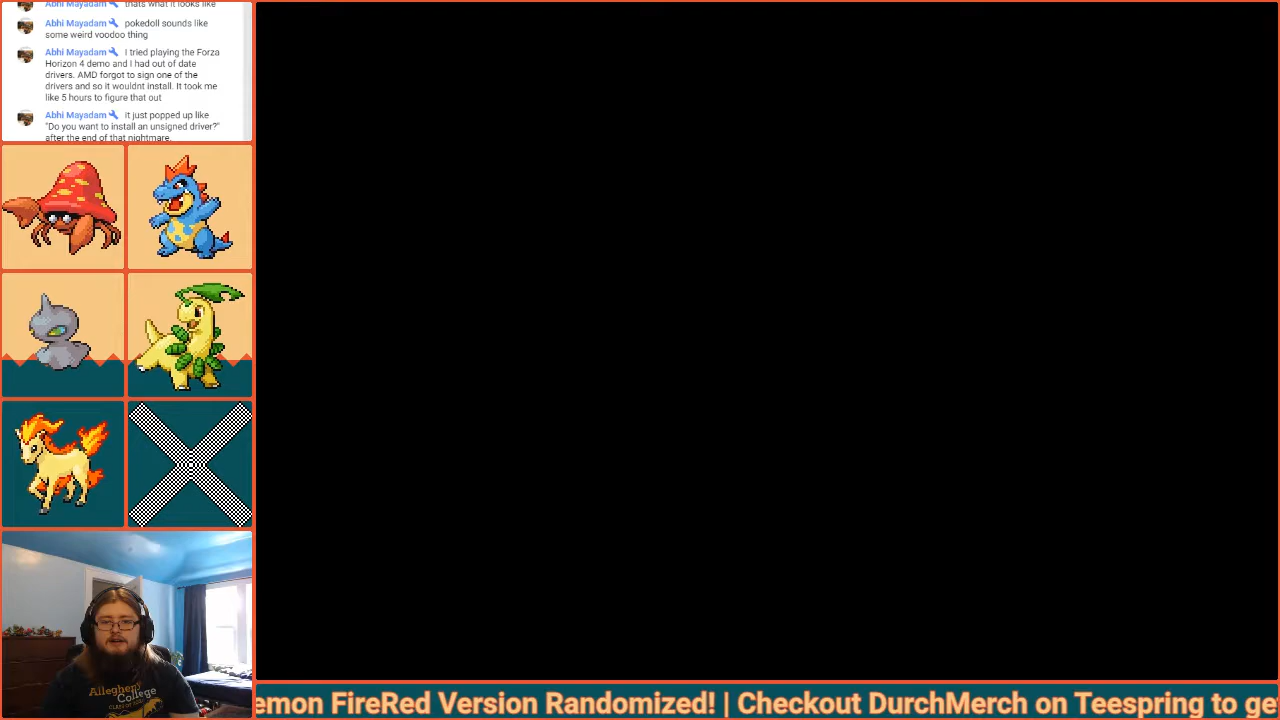 Abhi Mayadam thats what it looks like
Abhi Mayadam pokedoll sounds like
some weird voodoo thing
Abhi Mayadam I tried playing the Forza
Horizon 4 demo and I had out of date
drivers. AMD forgot to sign one of the
drivers and so it wouldnt install. It took me
like 5 hours to figure that out
Abhi Mayadam it just popped up like
"Do you want to install an unsigned driver?"
after the end of that nightmare.
Allegheny
College
CLASS OF
emon FireRed Version Randomized! | Checkout DurchMerch on Teespring to ge